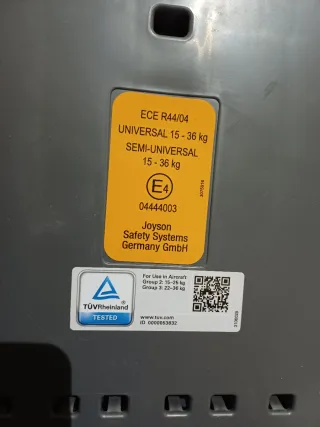 ECE R44/04
UNIVERSAL 15 - 36 kg
SEMI-UNIVERSAL
15 - 36 kg
E4
04444003
Joyson
Safety Systems
Germany GmbH
TÜVRheinland
TESTED
For Use in Aircraft
Group 2: 15-25 kg
Group 3: 22-36 kg
www.tuv.com
ID 0000053832